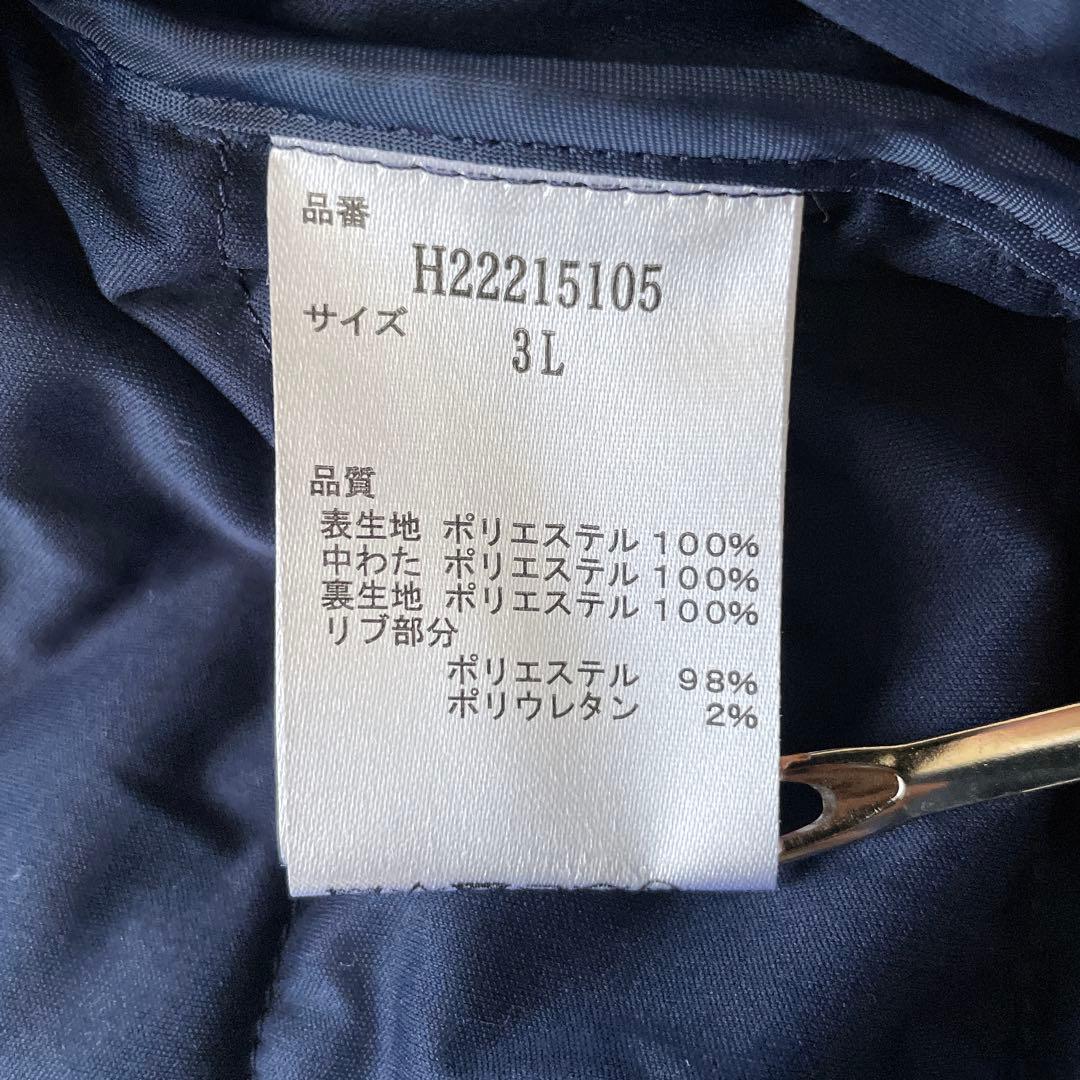 品番
H22215105
サイズ
3L
品質
表生地 ポリエステル 100%
中わた ポリエステル 100%
裏生地 ポリエステル 100%
リブ部分
ポリエステル 98%
ポリウレタン 2%